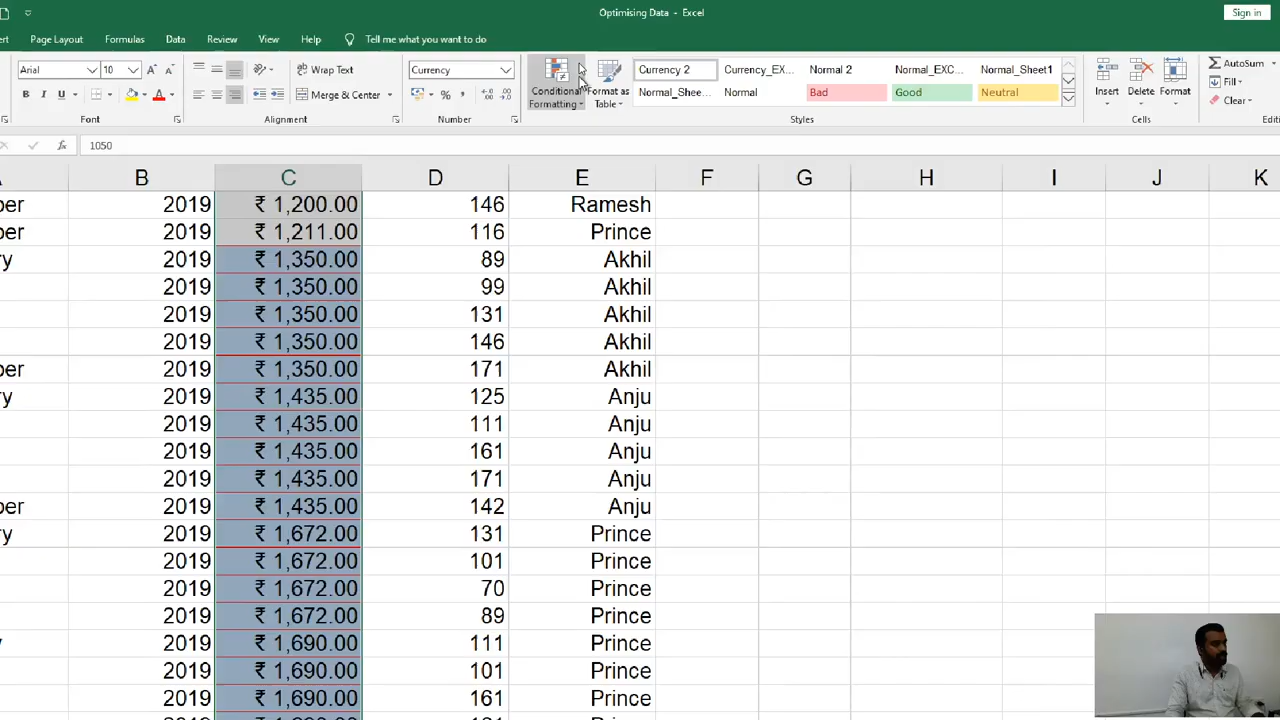 Optimising Data - Excel
Sign in
Page Layout Formulas Data Review View Help Tell me what you want to do
Arial 10 Wrap Text Currency Conditional Formatting Format as Table Currency 2 Currency_EX... Normal 2 Normal_EXC... Normal_Sheet1 Insert Delete Format AutoSum
B I U Merge & Center % Normal_Shee... Normal Bad Good Neutral Fill
Clear
Font Alignment Number Styles Cells
fx 1050
B C D E F G H I J K
2019 ₹ 1,200.00 146 Ramesh
2019 ₹ 1,211.00 116 Prince
2019 ₹ 1,350.00 89 Akhil
2019 ₹ 1,350.00 99 Akhil
2019 ₹ 1,350.00 131 Akhil
2019 ₹ 1,350.00 146 Akhil
2019 ₹ 1,350.00 171 Akhil
2019 ₹ 1,435.00 125 Anju
2019 ₹ 1,435.00 111 Anju
2019 ₹ 1,435.00 161 Anju
2019 ₹ 1,435.00 171 Anju
2019 ₹ 1,435.00 142 Anju
2019 ₹ 1,672.00 131 Prince
2019 ₹ 1,672.00 101 Prince
2019 ₹ 1,672.00 70 Prince
2019 ₹ 1,672.00 89 Prince
2019 ₹ 1,690.00 111 Prince
2019 ₹ 1,690.00 101 Prince
2019 ₹ 1,690.00 161 Prince